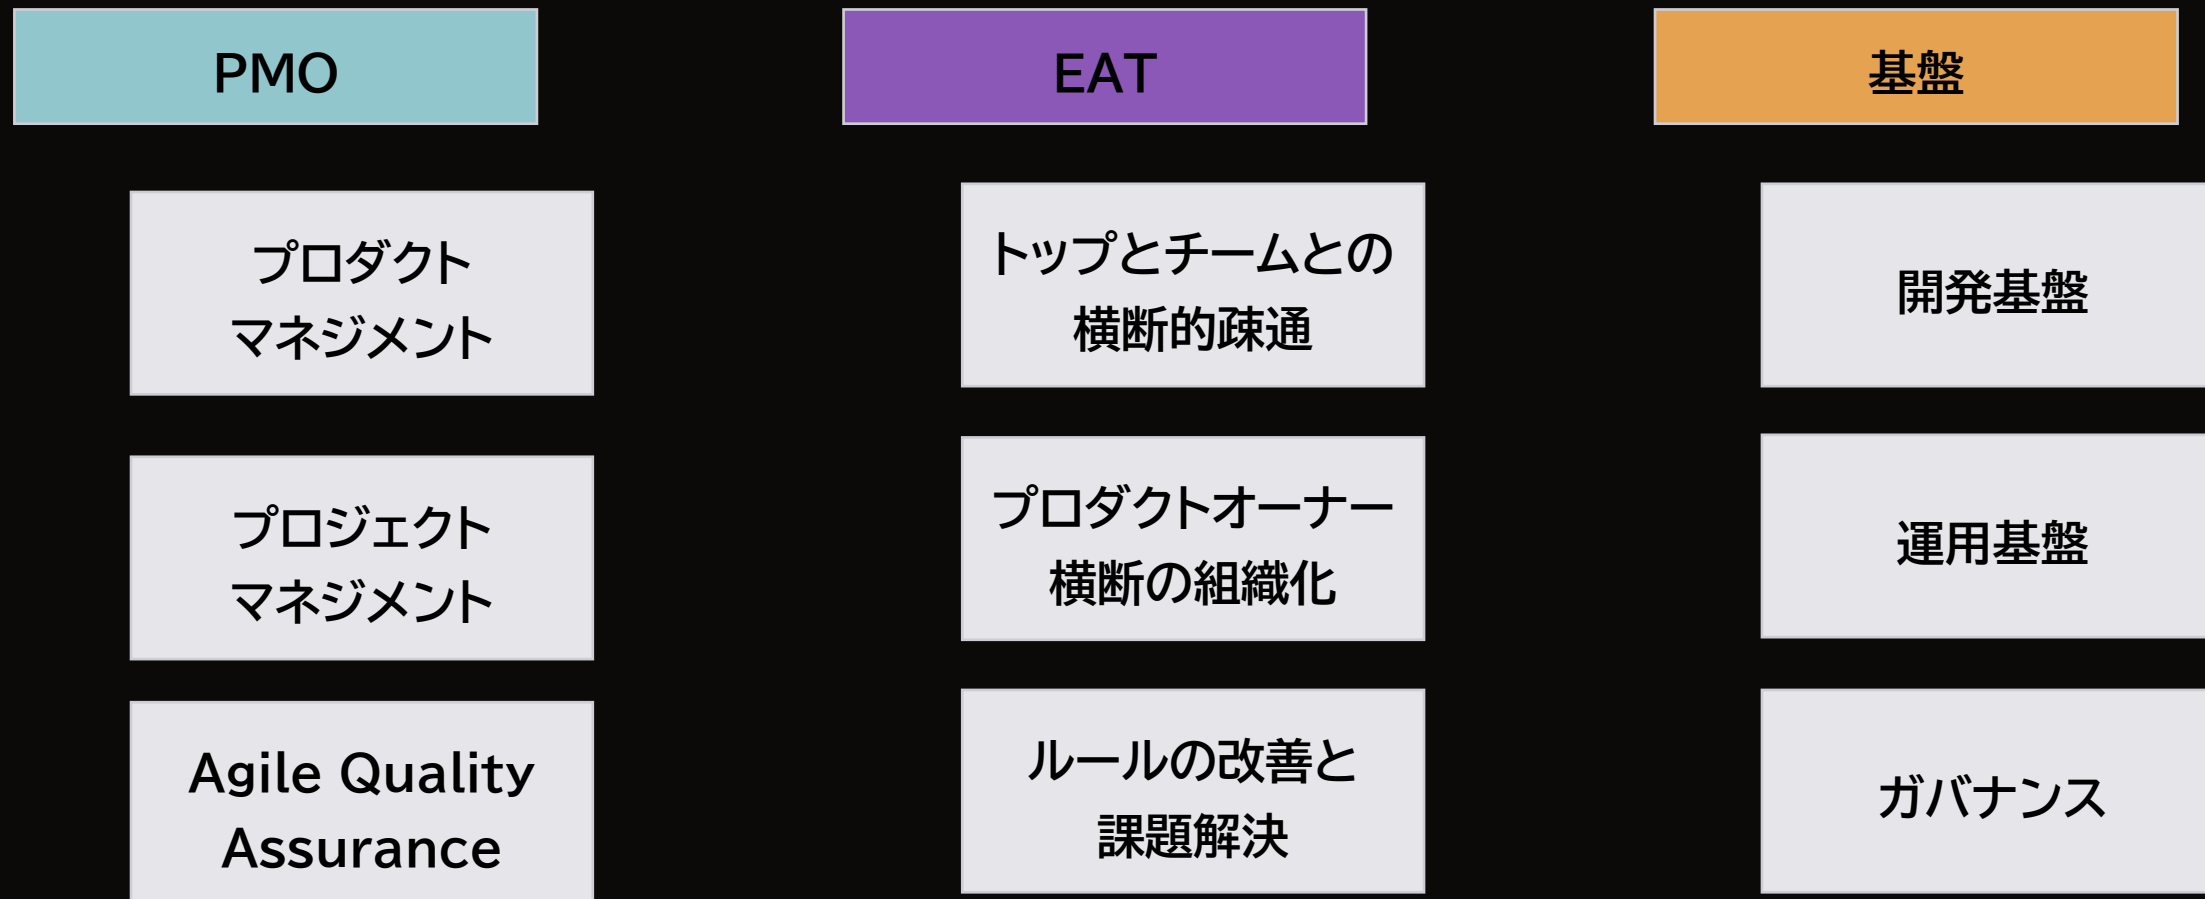 PMO
プロダクト
マネジメント
プロジェクト
マネジメント
Agile Quality
Assurance
EAT
トップとチームとの
横断的疎通
プロダクトオーナー
横断の組織化
ルールの改善と
課題解決
基盤
開発基盤
運用基盤
ガバナンス